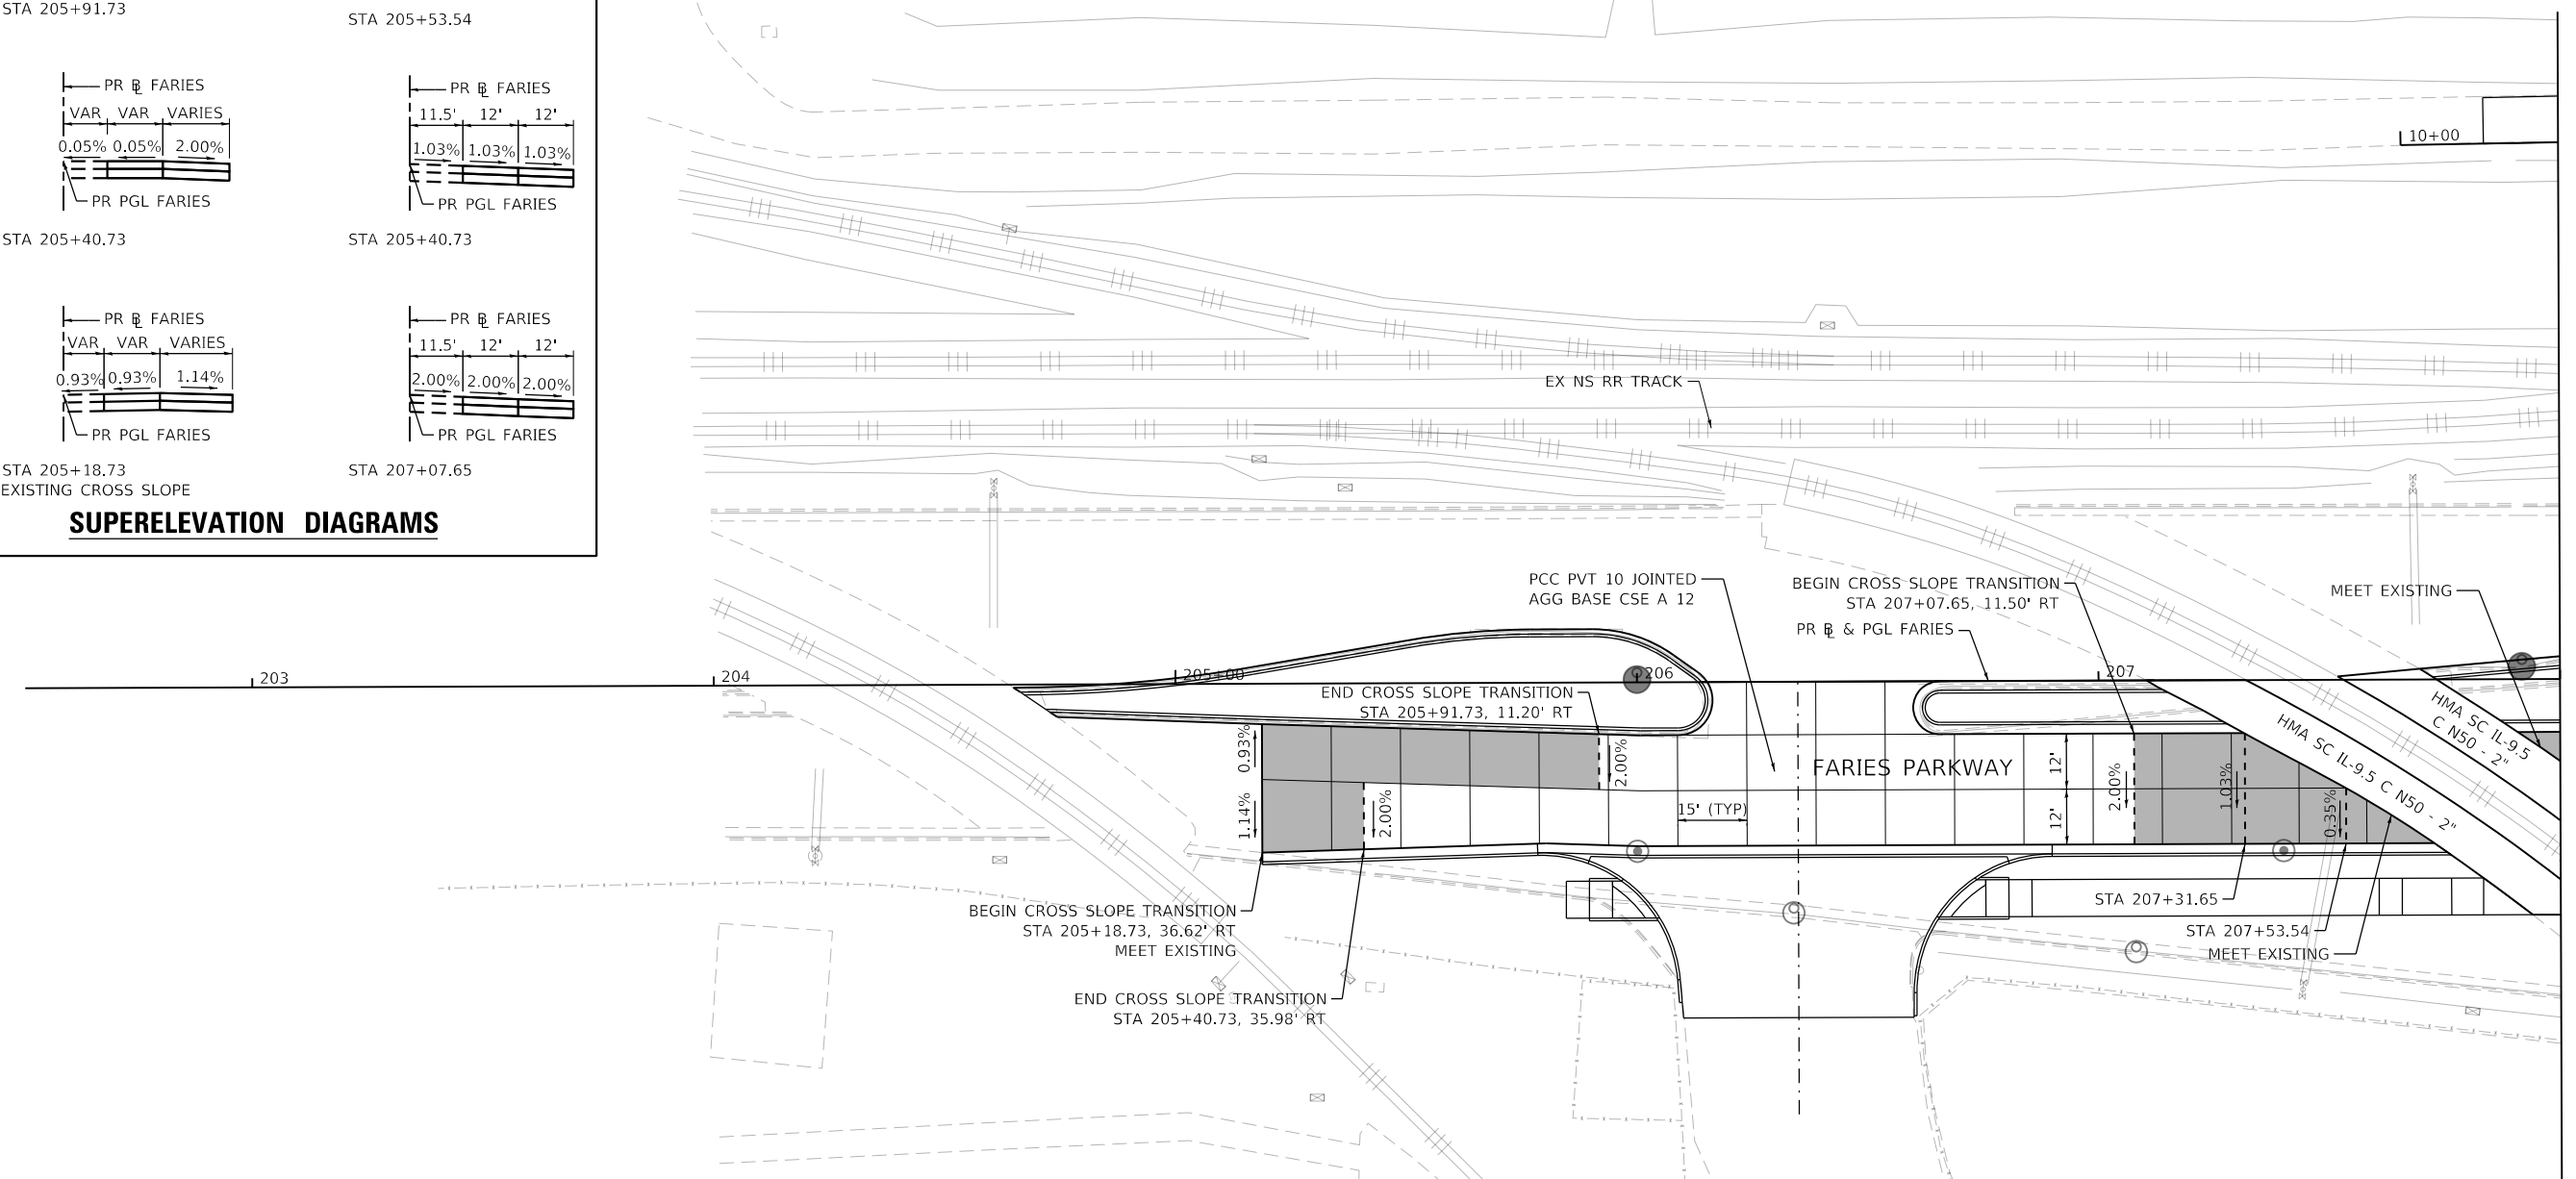 STA 205+91.73
STA 205+53.54
PR ℄ FARIES
VAR VAR VARIES
0.05% 0.05% 2.00%
PR PGL FARIES
STA 205+40.73
PR ℄ FARIES
11.5' 12' 12'
1.03% 1.03% 1.03%
PR PGL FARIES
STA 205+40.73
PR ℄ FARIES
VAR VAR VARIES
0.93% 0.93% 1.14%
PR PGL FARIES
STA 205+18.73
EXISTING CROSS SLOPE
PR ℄ FARIES
11.5' 12' 12'
2.00% 2.00% 2.00%
PR PGL FARIES
STA 207+07.65
SUPERELEVATION DIAGRAMS
10+00
EX NS RR TRACK
PCC PVT 10 JOINTED
AGG BASE CSE A 12
BEGIN CROSS SLOPE TRANSITION
STA 207+07.65, 11.50' RT
PR ℄ & PGL FARIES
MEET EXISTING
203
204
205+00
206
207
END CROSS SLOPE TRANSITION
STA 205+91.73, 11.20' RT
0.93%
1.14%
2.00%
2.00%
15' (TYP)
FARIES PARKWAY
12'
12'
2.00%
1.03%
0.35%
HMA SC IL-9.5 C N50 - 2"
HMA SC IL-9.5
C N50 - 2"
BEGIN CROSS SLOPE TRANSITION
STA 205+18.73, 36.62' RT
MEET EXISTING
END CROSS SLOPE TRANSITION
STA 205+40.73, 35.98' RT
STA 207+31.65
STA 207+53.54
MEET EXISTING